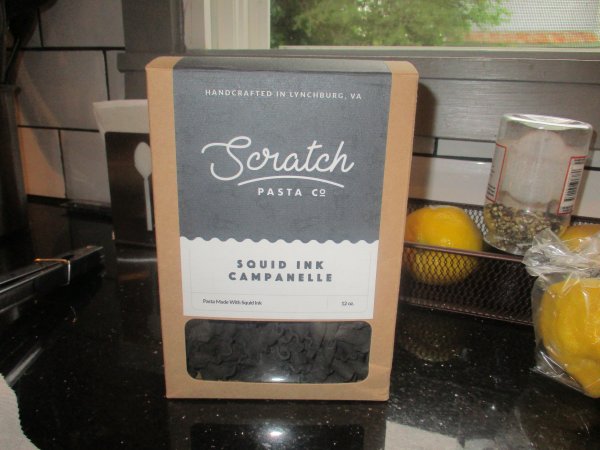 HANDCRAFTED IN LYNCHBURG, VA
Scratch
PASTA CO
SQUID INK
CAMPANELLE
Pasta Made With Squid Ink
12 oz.